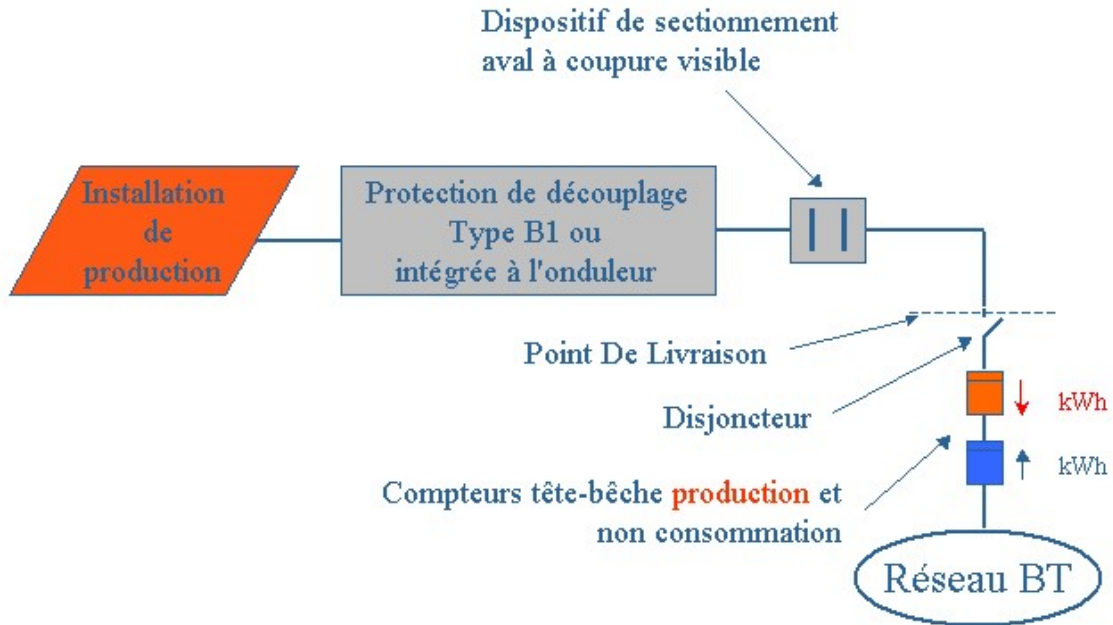 Dispositif de sectionnement
aval à coupure visible
Installation
de
production
Protection de découplage
Type B1 ou
intégrée à l'onduleur
Point De Livraison
Disjoncteur
kWh
kWh
Compteurs tête-bêche production et
non consommation
Réseau BT